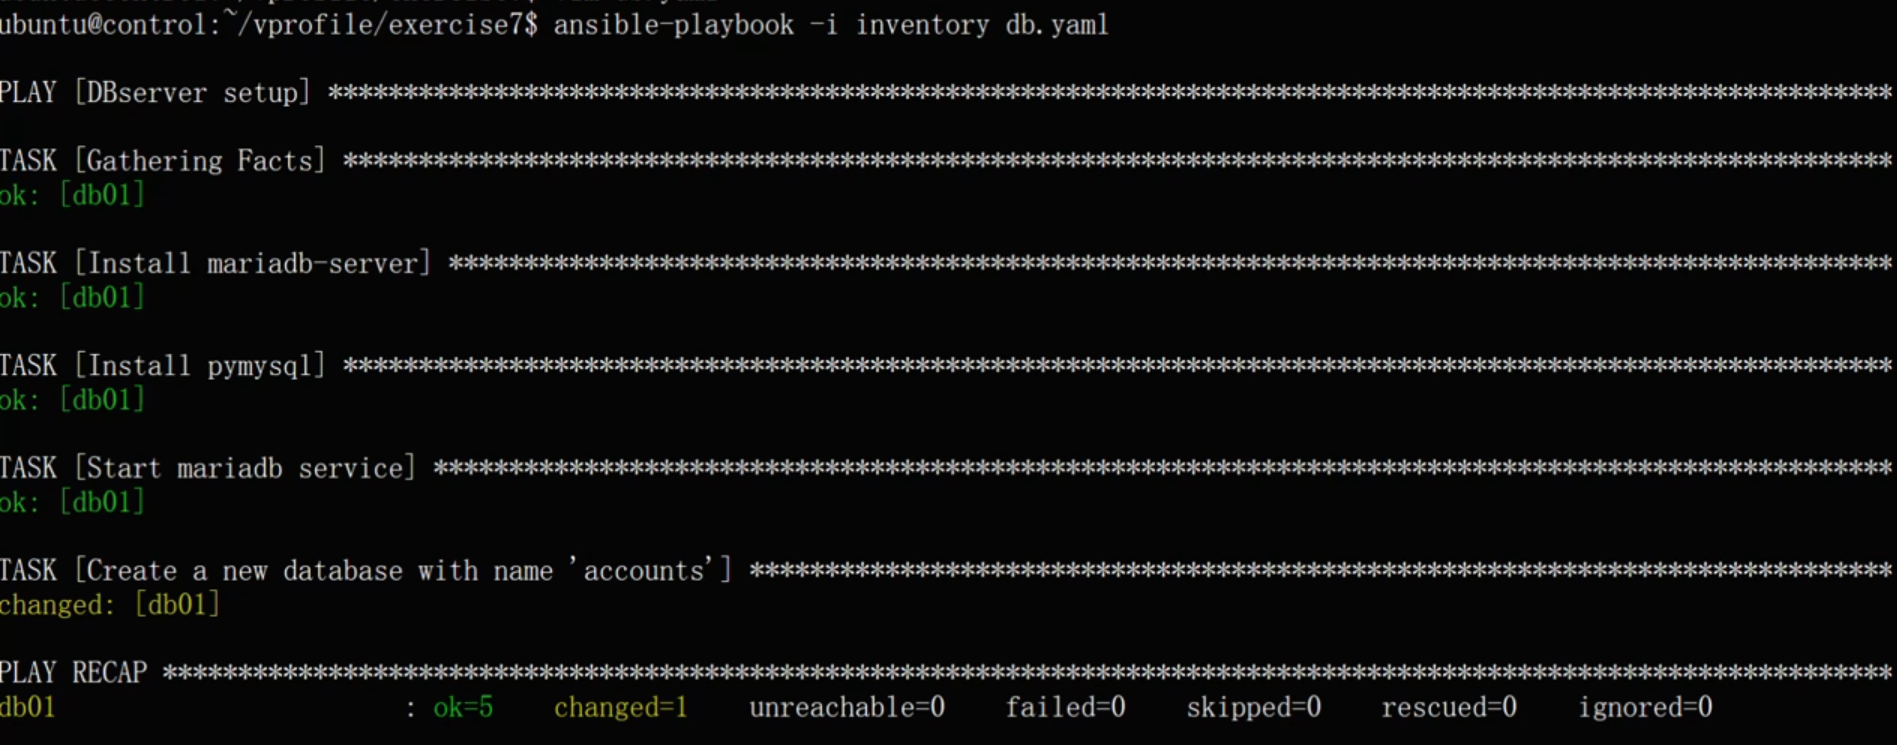 ubuntu@control:~/vprofile/exercise7$ ansible-playbook -i inventory db.yaml
PLAY [DBserver setup] ********************************************************************************************************
TASK [Gathering Facts] *******************************************************************************************************
ok: [db01]
TASK [Install mariadb-server] ************************************************************************************************
ok: [db01]
TASK [Install pymysql] *******************************************************************************************************
ok: [db01]
TASK [Start mariadb service] *************************************************************************************************
ok: [db01]
TASK [Create a new database with name 'accounts'] ****************************************************************************
changed: [db01]
PLAY RECAP *******************************************************************************************************************
db01 : ok=5 changed=1 unreachable=0 failed=0 skipped=0 rescued=0 ignored=0